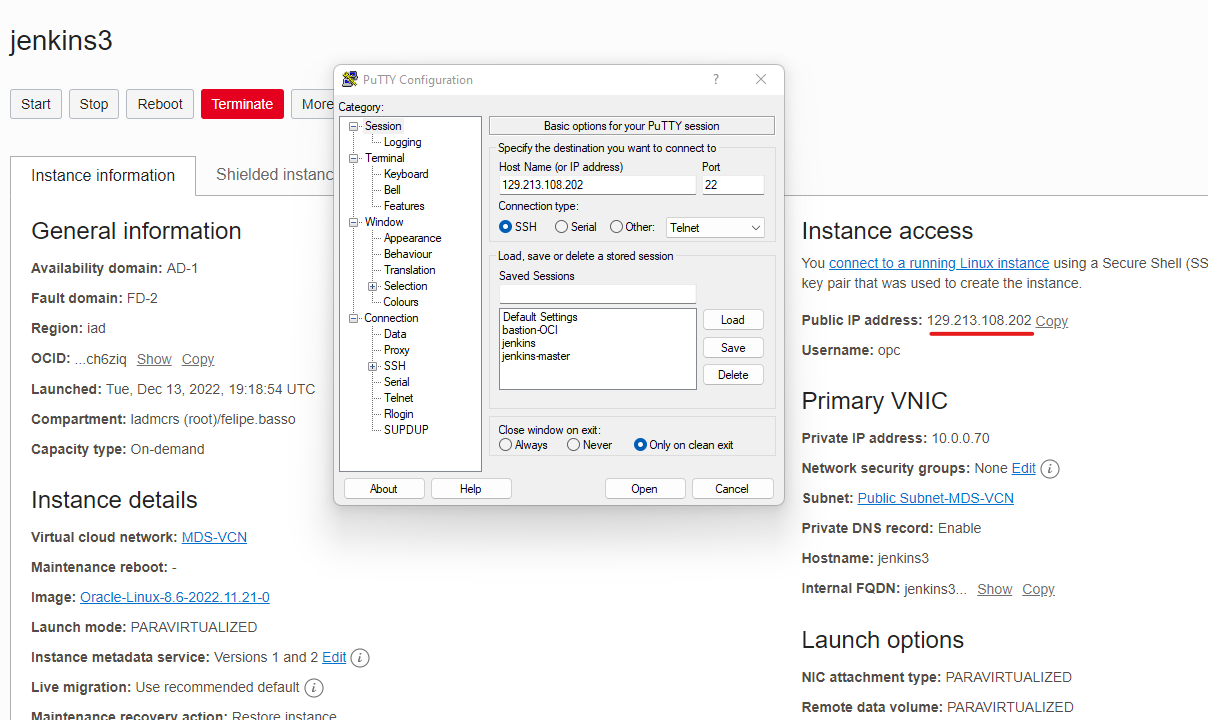 jenkins3
Start
Stop
Reboot
Terminate
More
Instance information
Shielded instanc
General information
Availability domain: AD-1
Fault domain: FD-2
Region: iad
OCID: ...ch6ziq Show Copy
Launched: Tue, Dec 13, 2022, 19:18:54 UTC
Compartment: ladmcrs (root)/felipe.basso
Capacity type: On-demand
Instance details
Virtual cloud network: MDS-VCN
Maintenance reboot: -
Image: Oracle-Linux-8.6-2022.11.21-0
Launch mode: PARAVIRTUALIZED
Instance metadata service: Versions 1 and 2 Edit i
Live migration: Use recommended default i
Maintenance recovery action: Restore instance
PuTTY Configuration
?
Category:
Session
Logging
Terminal
Keyboard
Bell
Features
Window
Appearance
Behaviour
Translation
Selection
Colours
Connection
Data
Proxy
SSH
Serial
Telnet
Rlogin
SUPDUP
Basic options for your PuTTY session
Specify the destination you want to connect to
Host Name (or IP address) Port
129.213.108.202 22
Connection type:
SSH Serial Other: Telnet
Load, save or delete a stored session
Saved Sessions
Default Settings
bastion-OCI
jenkins
jenkins-master
Load
Save
Delete
Close window on exit:
Always Never Only on clean exit
About
Help
Open
Cancel
Instance access
You connect to a running Linux instance using a Secure Shell (SS
key pair that was used to create the instance.
Public IP address: 129.213.108.202 Copy
Username: opc
Primary VNIC
Private IP address: 10.0.0.70
Network security groups: None Edit i
Subnet: Public Subnet-MDS-VCN
Private DNS record: Enable
Hostname: jenkins3
Internal FQDN: jenkins3... Show Copy
Launch options
NIC attachment type: PARAVIRTUALIZED
Remote data volume: PARAVIRTUALIZED